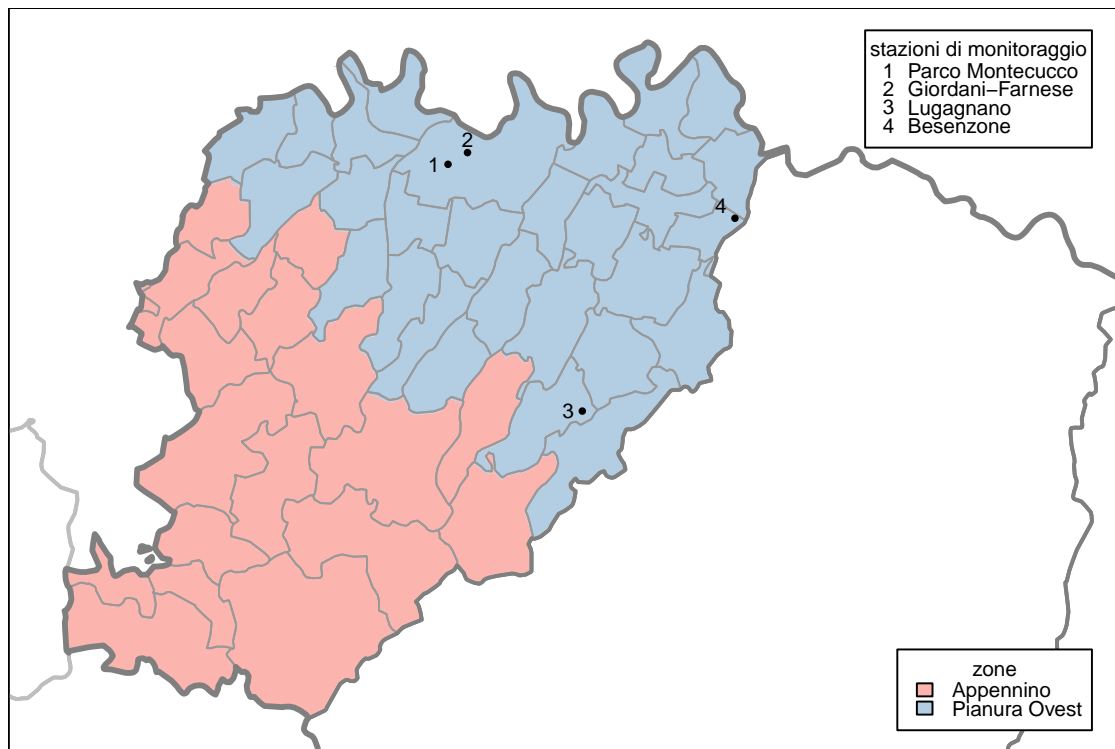 stazioni di monitoraggio
1 Parco Montecucco
2 Giordani−Farnese
3 Lugagnano
4 Besenzone
2
1
4
3
zone
Appennino
Pianura Ovest